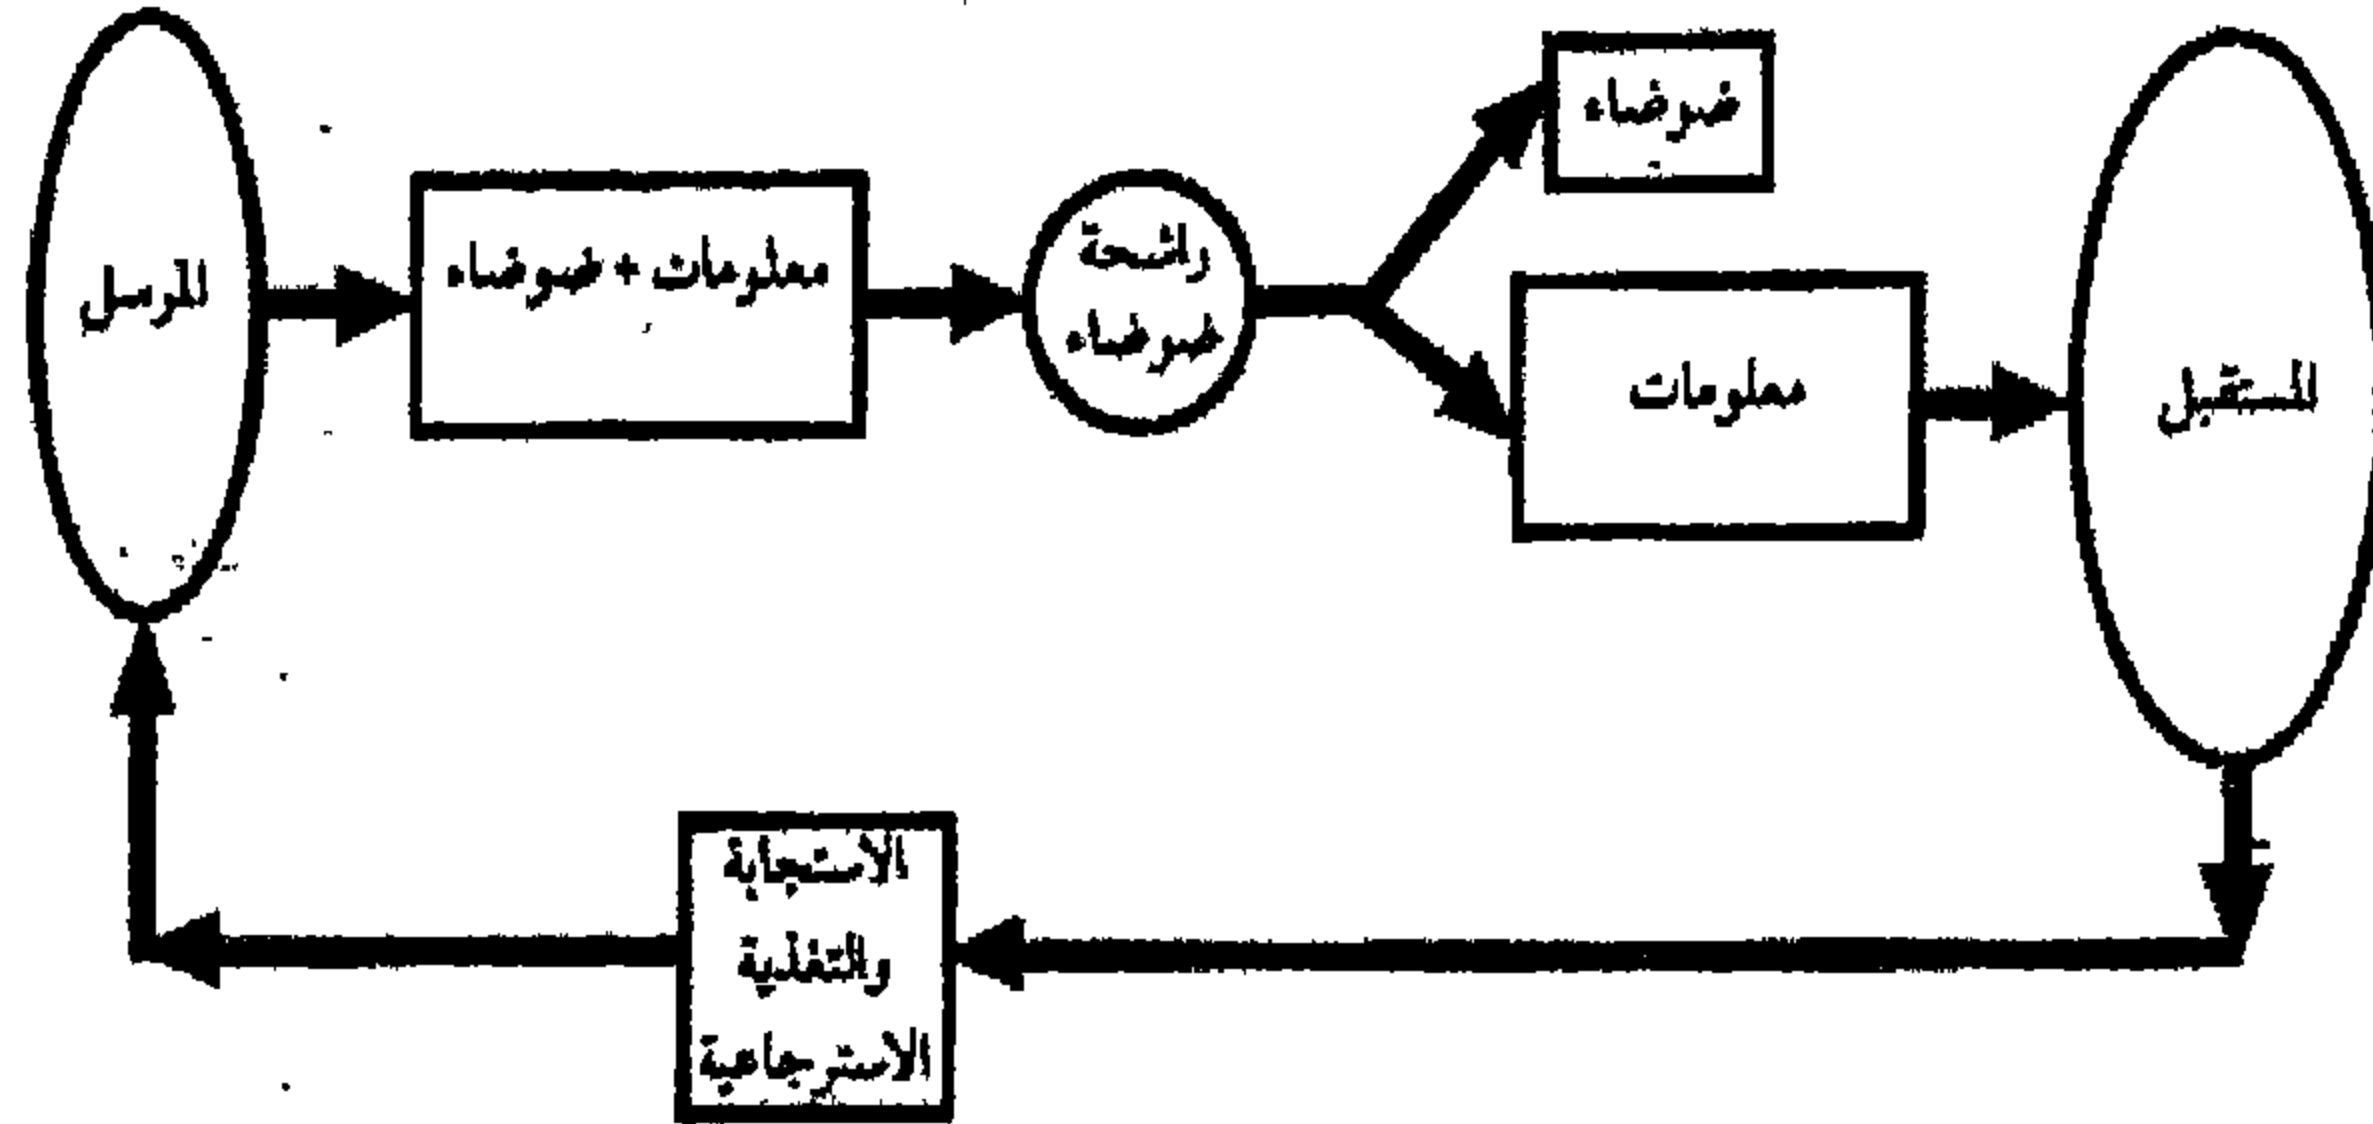 المرسل
معلومات + ضوضاء
راشحة
ضوضاء
ضوضاء
معلومات
المستقبل
الاستجابة
والتغذية
الاسترجاعية